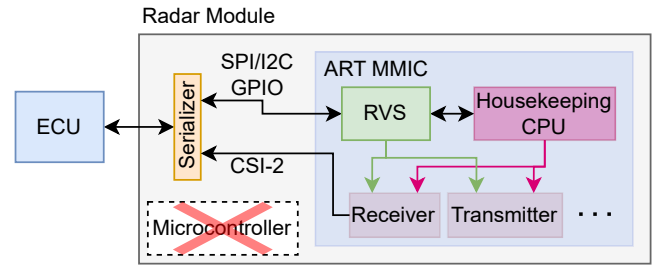 Radar Module
SPI/I2C
GPIO
ART MMIC
ECU
Serializer
RVS
Housekeeping
CPU
CSI-2
Microcontroller
Receiver
Transmitter
. . .